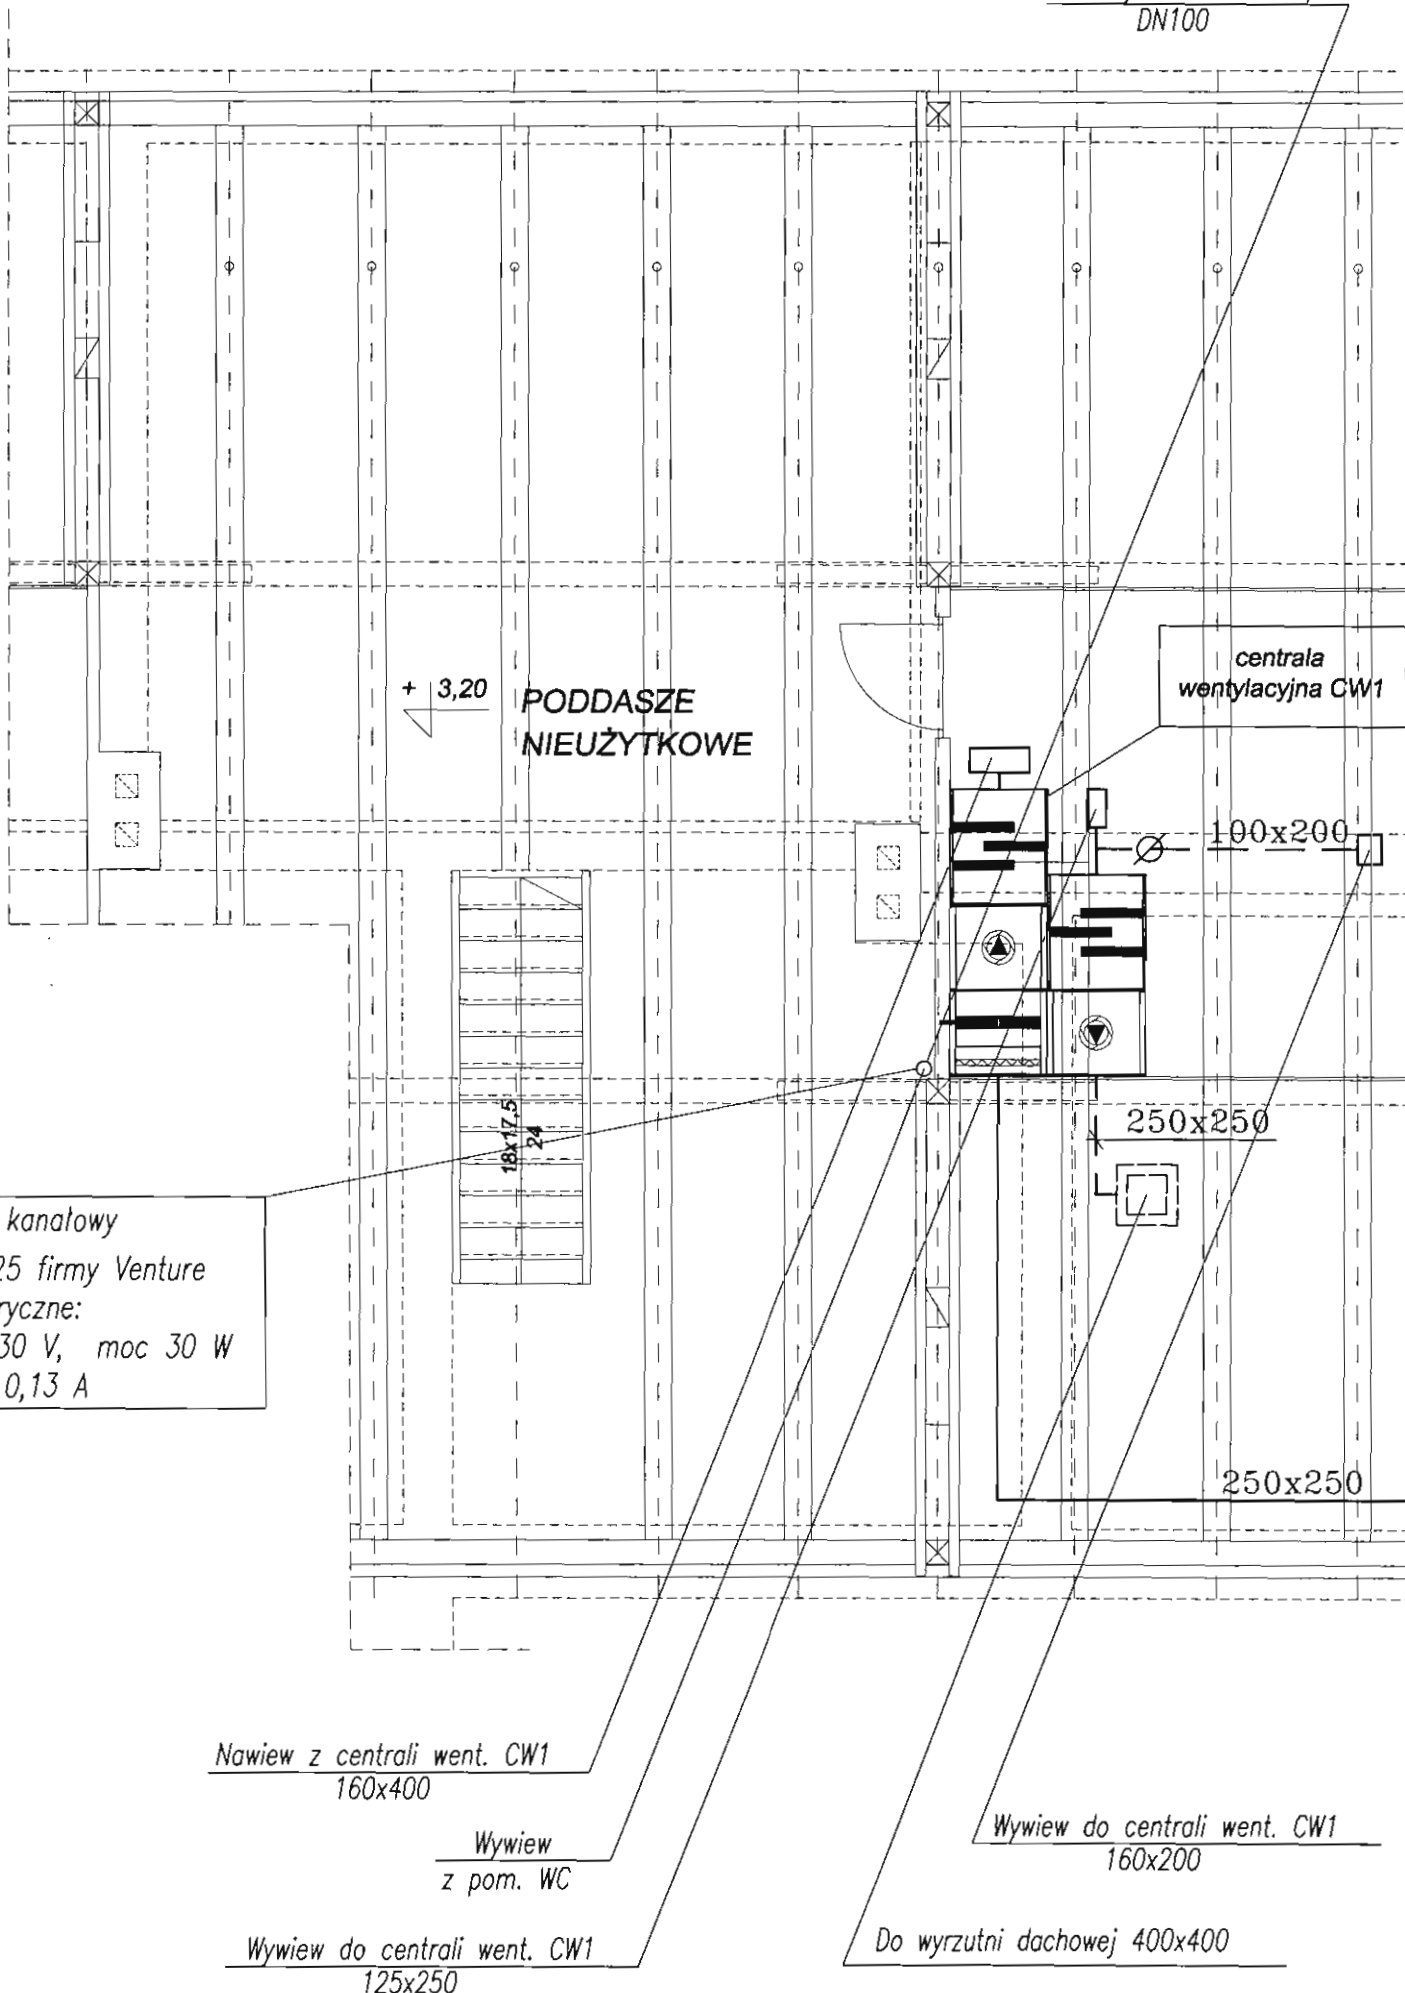 DN100
centrala
wentylacyjna CW1
+ 3,20
PODDASZE
NIEUŻYTKOWE
100x200
18x17,5
24
250x250
kanałowy
25 firmy Venture
ryczne:
30 V, moc 30 W
0,13 A
250x250
Nawiew z centrali went. CW1
160x400
Wywiew
z pom. WC
Wywiew do centrali went. CW1
125x250
Wywiew do centrali went. CW1
160x200
Do wyrzutni dachowej 400x400